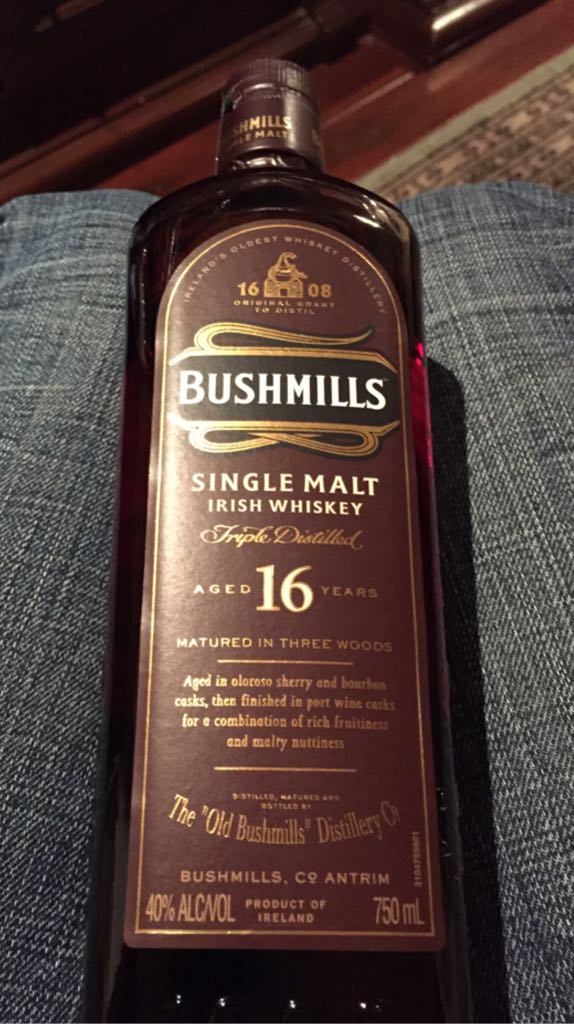 SHMILLS
SINGLE MALT
IRELAND'S OLDEST WHISKEY DISTILLERY
16 08
ORIGINAL GRANT
TO DISTIL
BUSHMILLS
SINGLE MALT
IRISH WHISKEY
Triple Distilled
AGED 16 YEARS
MATURED IN THREE WOODS
Aged in oloroso sherry and bourbon
casks, then finished in port wine casks
for a combination of rich fruitiness
and malty nuttiness
DISTILLED, MATURED AND
BOTTLED BY
The "Old Bushmills" Distillery Co
BUSHMILLS, CO ANTRIM
40% ALC/VOL PRODUCT OF IRELAND 750 mL